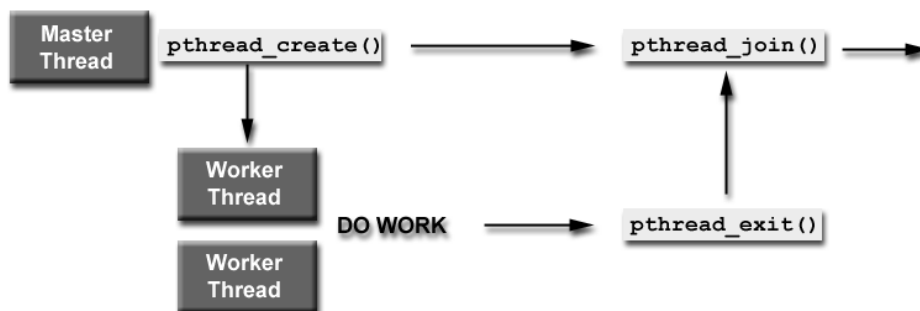 Master
Thread
pthread_create()
pthread_join()
Worker
Thread
DO WORK
pthread_exit()
Worker
Thread